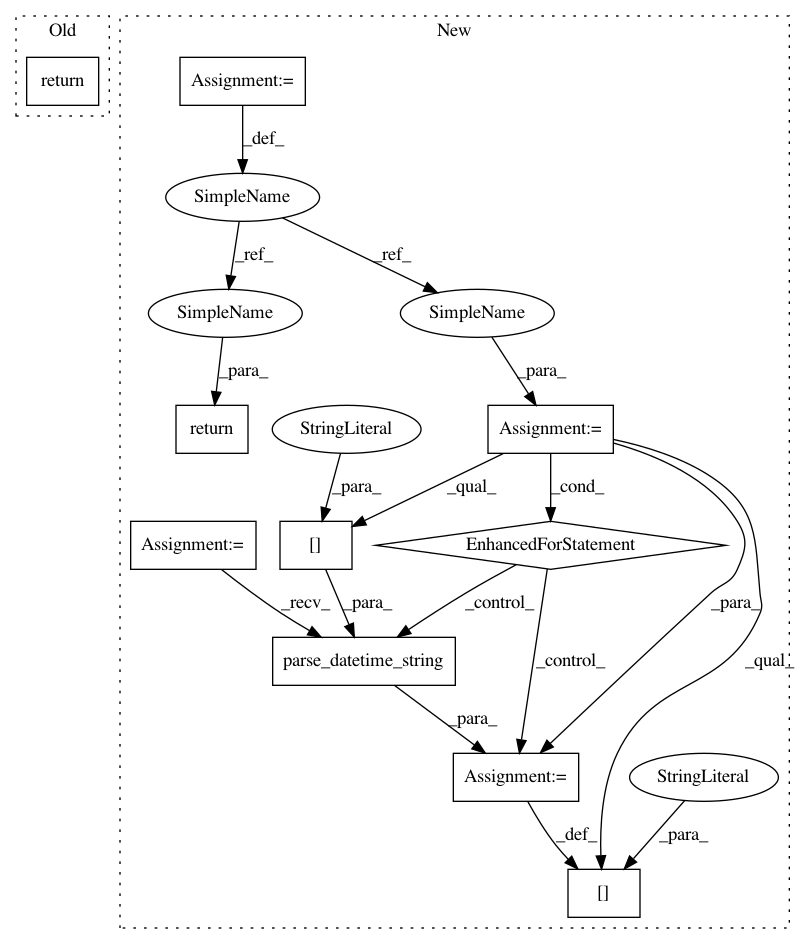 Old
New
return
Assignment:=
_def_
SimpleName
_ref_
_ref_
SimpleName
SimpleName
_para_
_para_
return
StringLiteral
Assignment:=
_para_
_qual_
_cond_
Assignment:=
[]
EnhancedForStatement
_recv_
_para_
_control_
_para_
_control_
_qual_
parse_datetime_string
_para_
Assignment:=
StringLiteral
_def_
_para_
[]